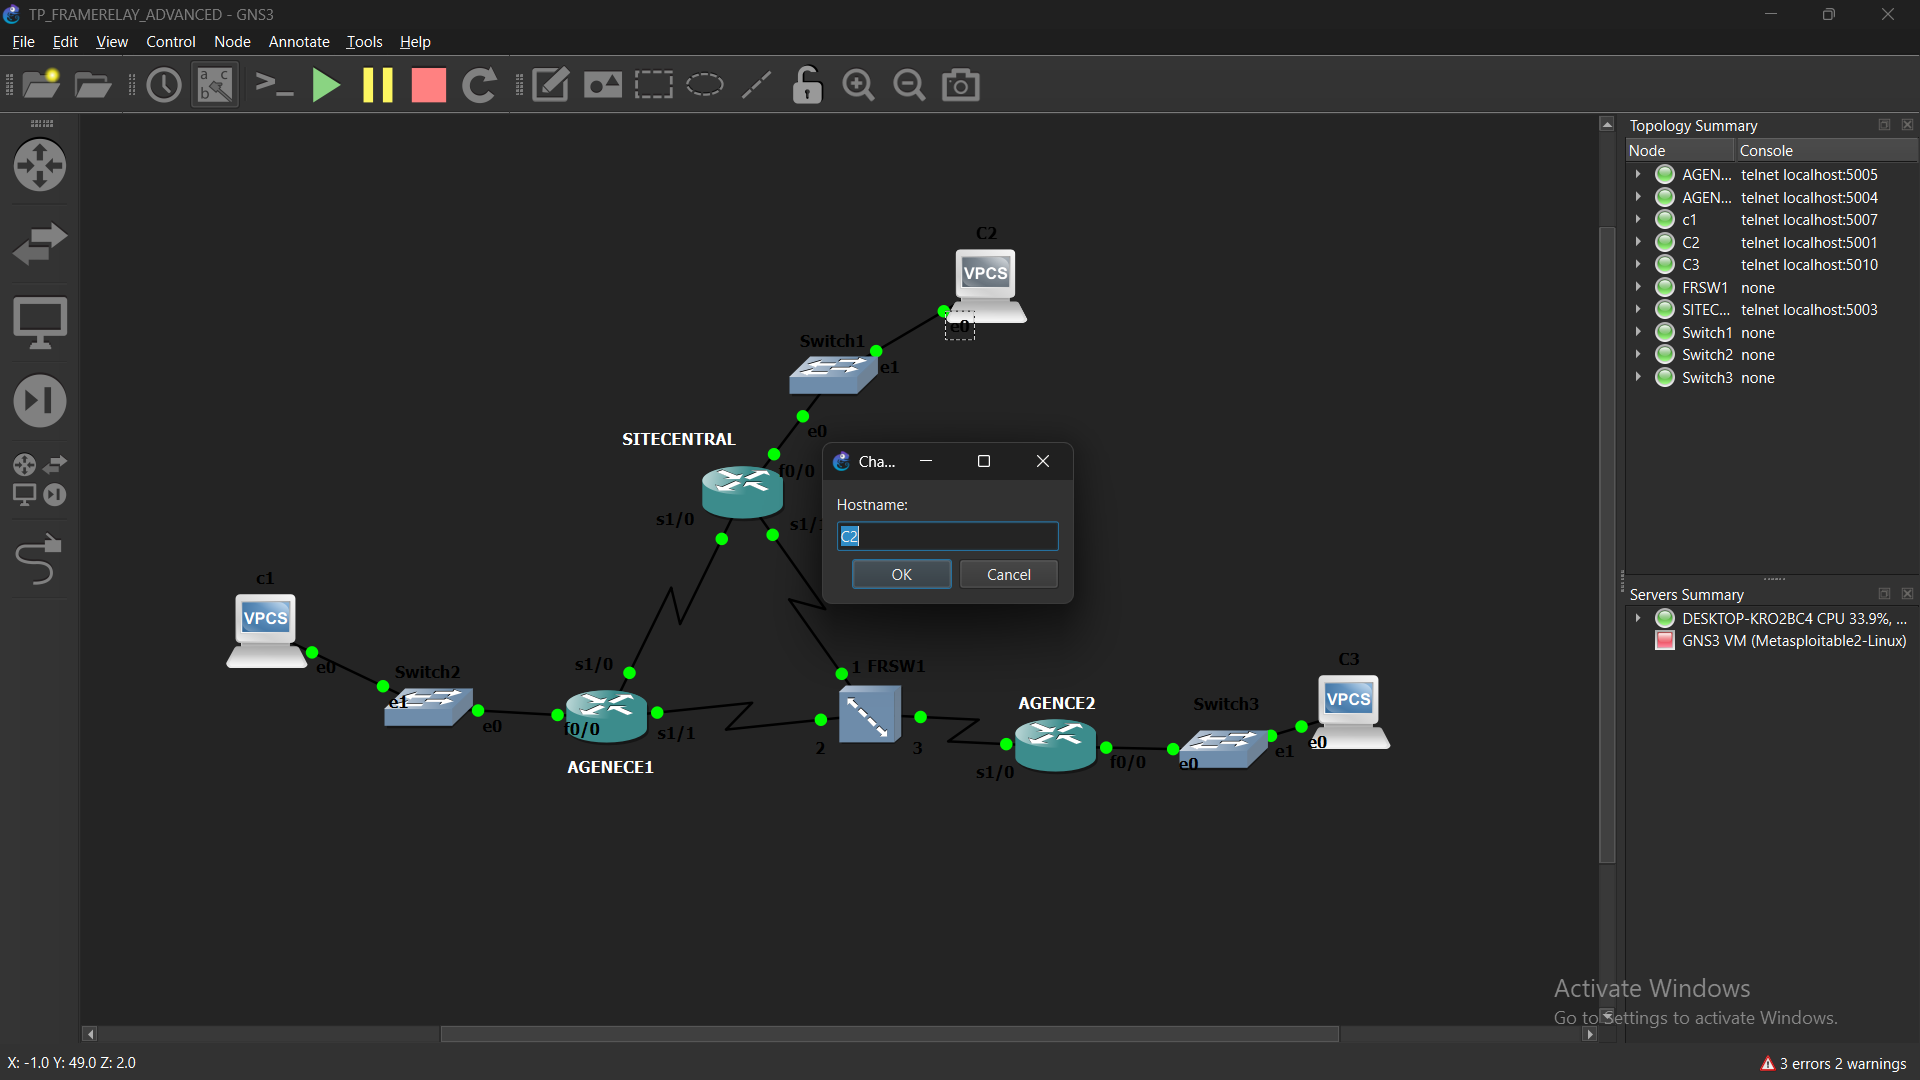 TP_FRAMERELAY_ADVANCED - GNS3
File Edit View Control Node Annotate Tools Help
a c
b
Topology Summary
Node Console
AGEN... telnet localhost:5005
AGEN... telnet localhost:5004
c1 telnet localhost:5007
C2 telnet localhost:5001
C3 telnet localhost:5010
FRSW1 none
SITEC... telnet localhost:5003
Switch1 none
Switch2 none
Switch3 none
C2
VPCS
e0
Switch1
e1
e0
SITECENTRAL
f0/0
s1/0
s1/
Cha...
Hostname:
C2
OK Cancel
c1
VPCS
e0
Switch2
e1
e0
s1/0
f0/0
s1/1
AGENECE1
1 FRSW1
2
3
AGENCE2
s1/0
f0/0
Switch3
e0
e1
C3
VPCS
e0
Servers Summary
DESKTOP-KRO2BC4 CPU 33.9%, ...
GNS3 VM (Metasploitable2-Linux)
Activate Windows
Go to Settings to activate Windows.
X: -1.0 Y: 49.0 Z: 2.0
3 errors 2 warnings